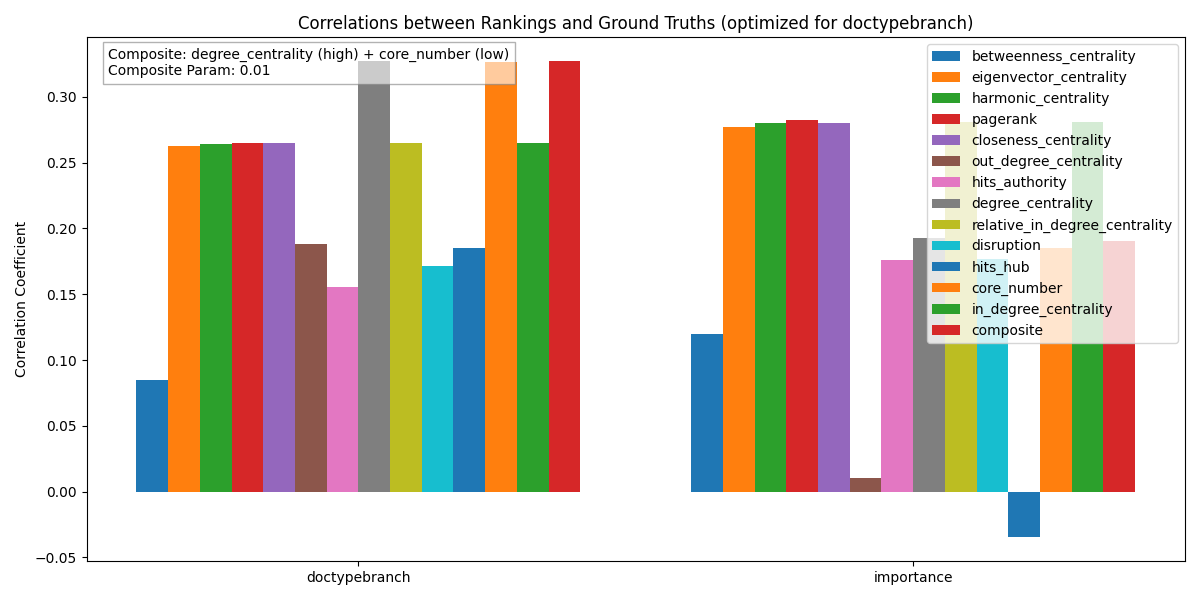 Correlations between Rankings and Ground Truths (optimized for doctypebranch)
Composite: degree_centrality (high) + core_number (low)
Composite Param: 0.01
betweenness_centrality
eigenvector_centrality
harmonic_centrality
pagerank
closeness_centrality
out_degree_centrality
hits_authority
degree_centrality
relative_in_degree_centrality
disruption
hits_hub
core_number
in_degree_centrality
composite
Correlation Coefficient
0.30
0.25
0.20
0.15
0.10
0.05
0.00
−0.05
doctypebranch
importance